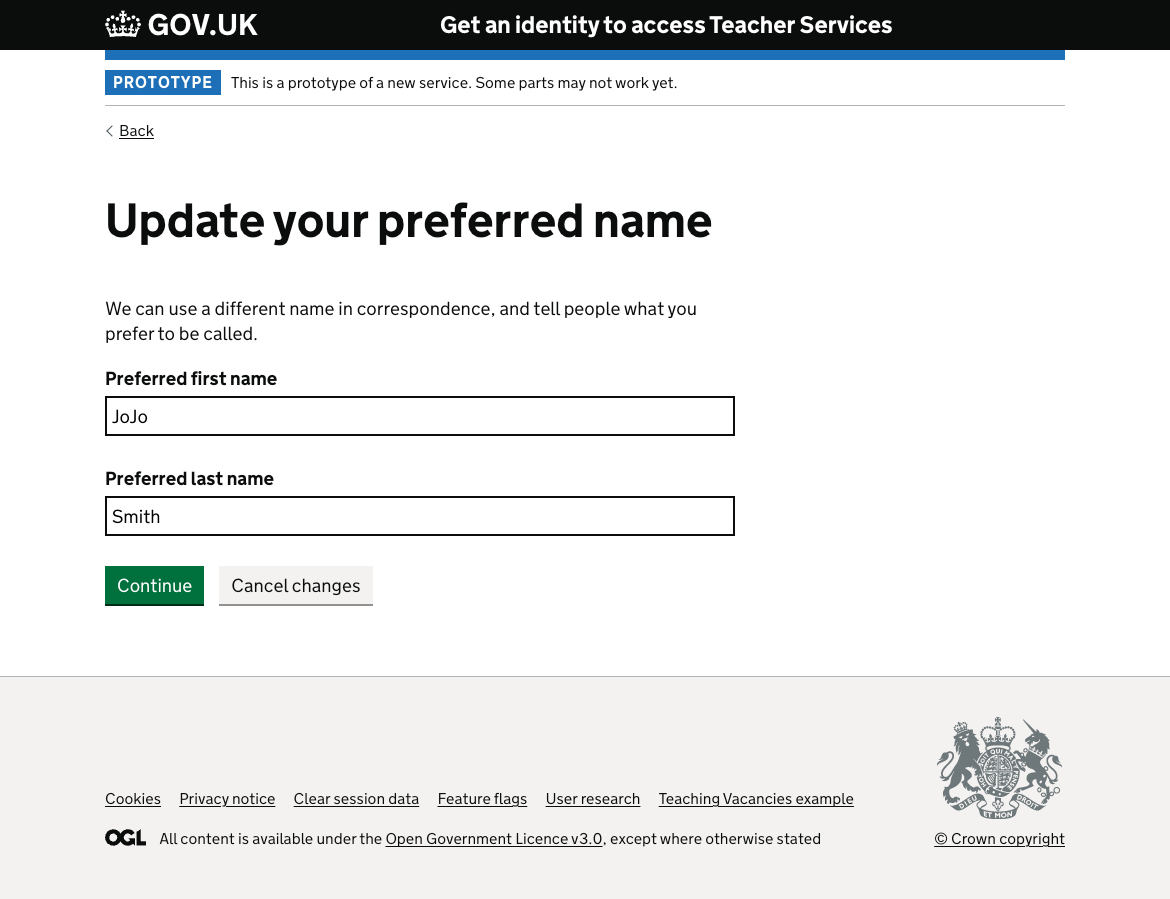 GOV.UK
Get an identity to access Teacher Services
PROTOTYPE This is a prototype of a new service. Some parts may not work yet.
Back
Update your preferred name
We can use a different name in correspondence, and tell people what you
prefer to be called.
Preferred first name
JoJo
Preferred last name
Smith
Continue Cancel changes
Cookies Privacy notice Clear session data Feature flags User research Teaching Vacancies example
OGL All content is available under the Open Government Licence v3.0, except where otherwise stated
DIEU ET MON DROIT
© Crown copyright